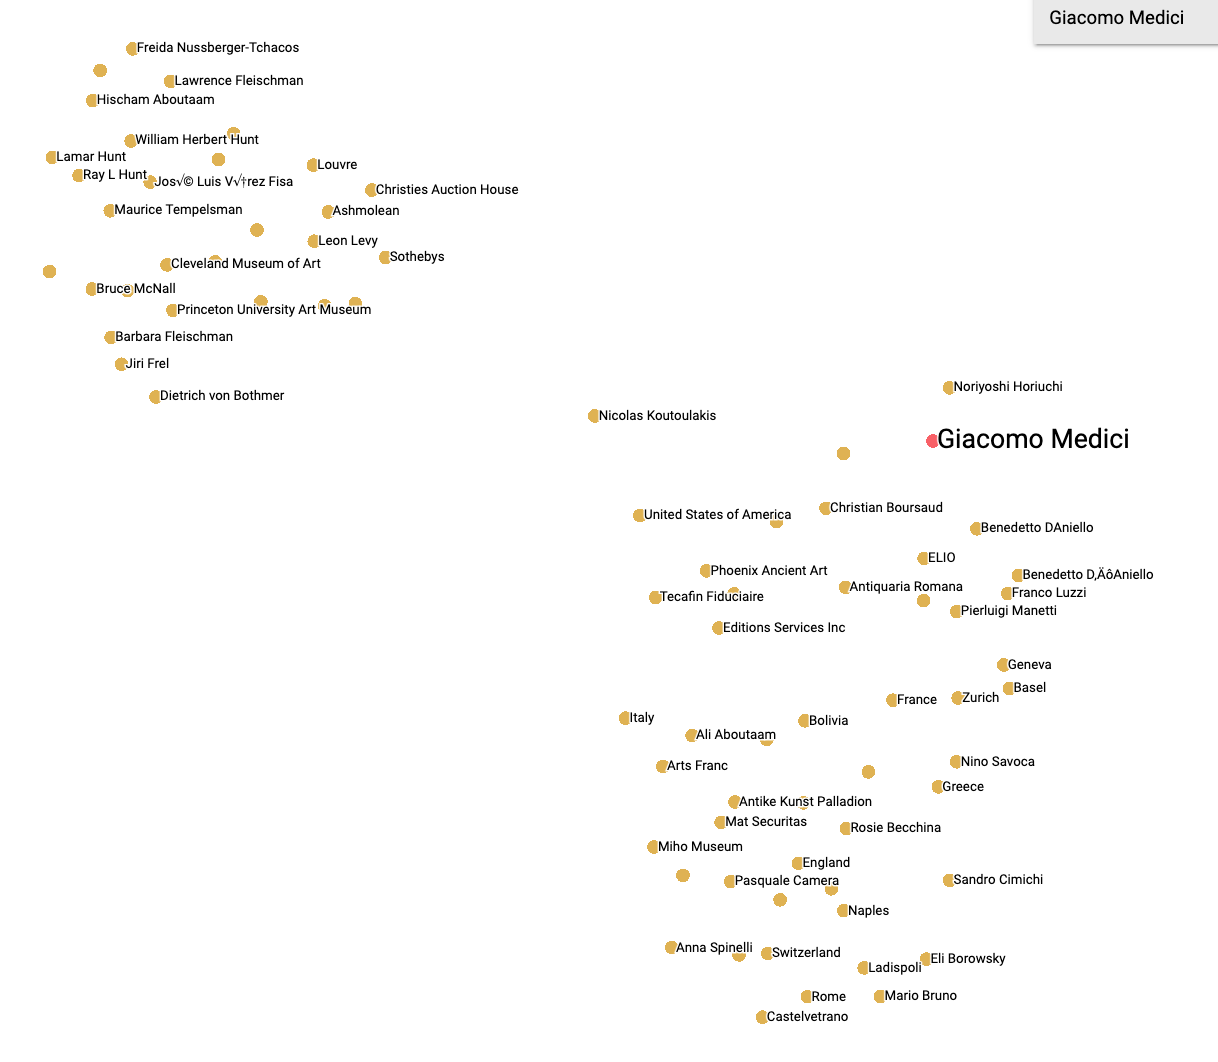 Giacomo Medici
Freida Nussberger-Tchacos
Lawrence Fleischman
Hischam Aboutaam
William Herbert Hunt
Lamar Hunt
Louvre
Ray L Hunt
Jos√© Luis V√†rez Fisa
Christies Auction House
Maurice Tempelsman
Ashmolean
Leon Levy
Sothebys
Cleveland Museum of Art
Bruce McNall
Princeton University Art Museum
Barbara Fleischman
Jiri Frel
Noriyoshi Horiuchi
Dietrich von Bothmer
Nicolas Koutoulakis
Giacomo Medici
Christian Boursaud
United States of America
Benedetto DAniello
ELIO
Phoenix Ancient Art
Benedetto D‚ÄôAniello
Antiquaria Romana
Franco Luzzi
Tecafin Fiduciaire
Pierluigi Manetti
Editions Services Inc
Geneva
Basel
Zurich
France
Italy
Bolivia
Ali Aboutaam
Nino Savoca
Arts Franc
Greece
Antike Kunst Palladion
Mat Securitas
Rosie Becchina
Miho Museum
England
Pasquale Camera
Sandro Cimichi
Naples
Anna Spinelli
Switzerland
Eli Borowsky
Ladispoli
Rome
Mario Bruno
Castelvetrano